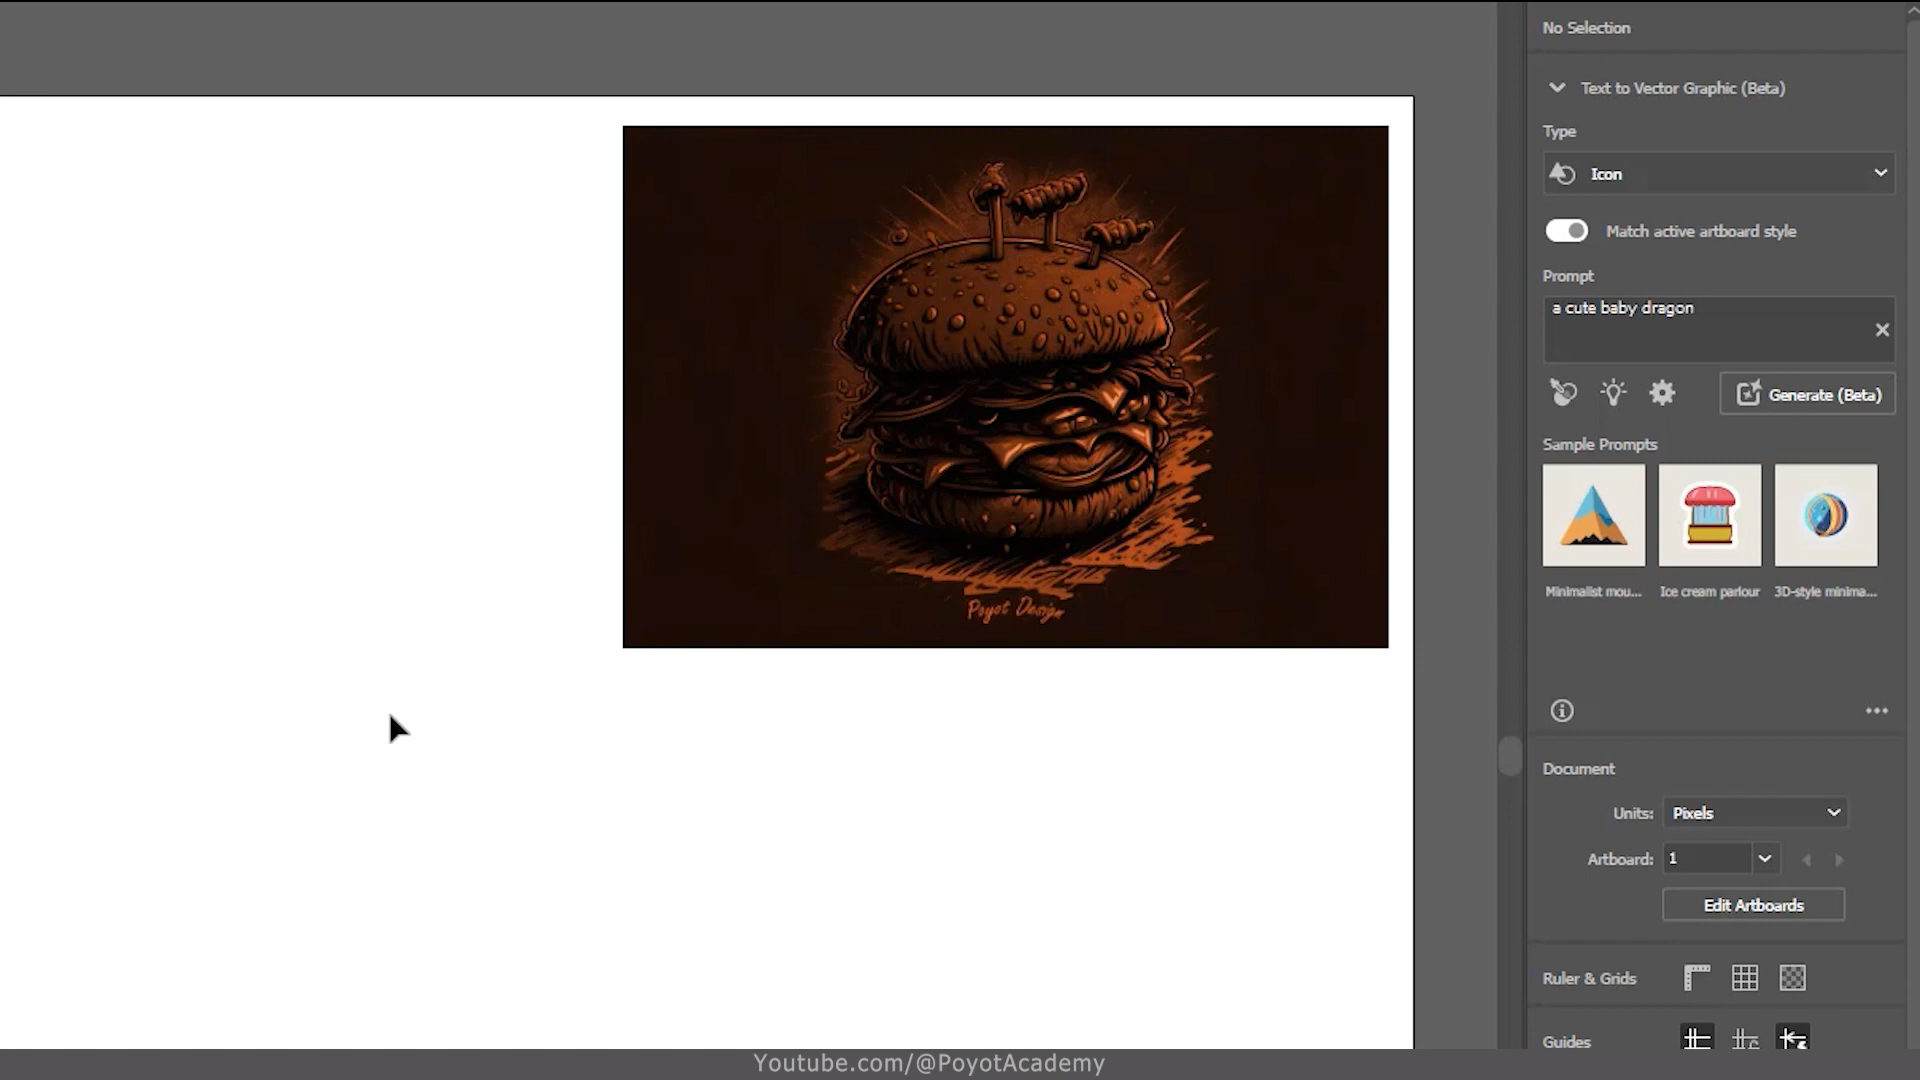 No Selection
Text to Vector Graphic (Beta)
Type
Icon
Match active artboard style
Prompt
a cute baby dragon
Generate (Beta)
Sample Prompts
Minimalist mou... Ice cream parlour 3D-style minima...
Poyot Design
Document
Units: Pixels
Artboard: 1
Edit Artboards
Ruler & Grids
Guides
Youtube.com/@PoyotAcademy